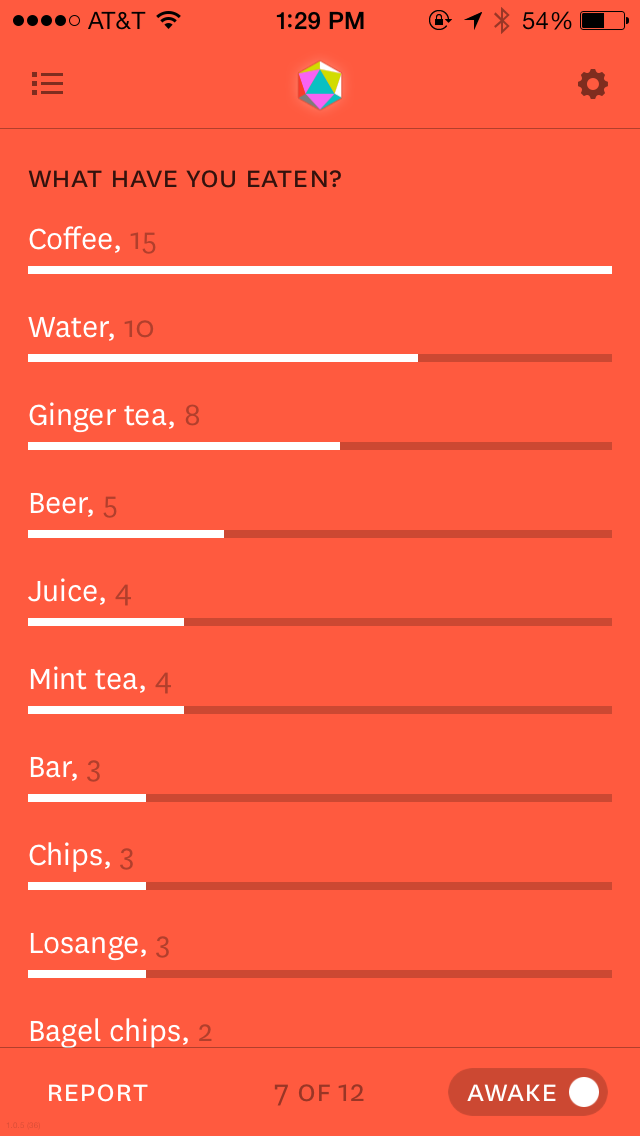 AT&T 1:29 PM 54%
WHAT HAVE YOU EATEN?
Coffee, 15
Water, 10
Ginger tea, 8
Beer, 5
Juice, 4
Mint tea, 4
Bar, 3
Chips, 3
Losange, 3
Bagel chips, 2
REPORT 7 OF 12 AWAKE